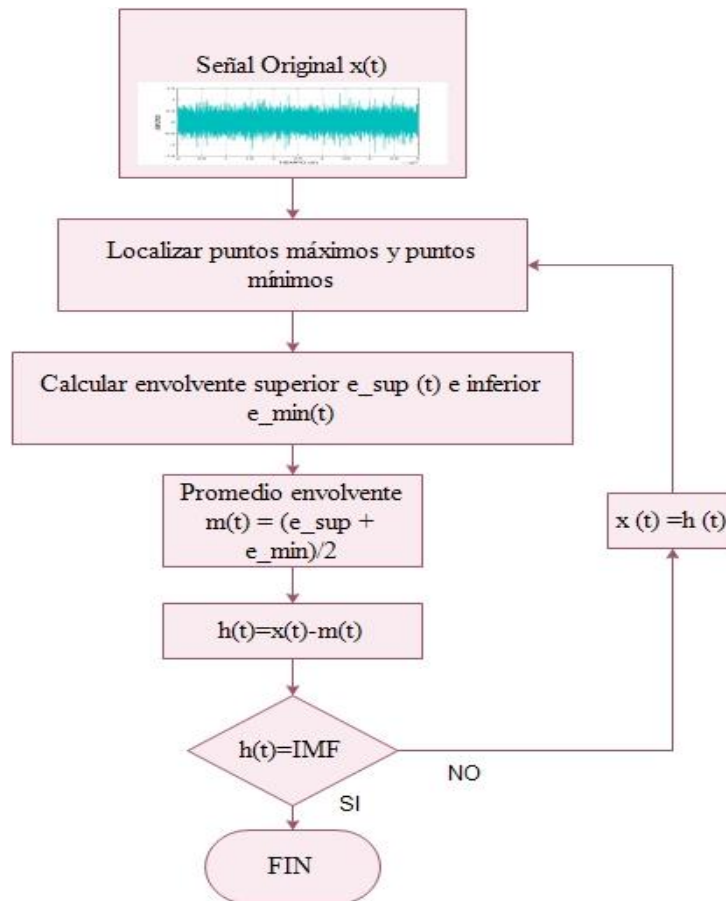 Señal Original x(t)
Localizar puntos máximos y puntos
mínimos
Calcular envolvente superior e_sup (t) e inferior
e_min(t)
Promedio envolvente
m(t) = (e_sup +
e_min)/2
x (t) =h (t)
h(t)=x(t)-m(t)
h(t)=IMF
NO
SI
FIN